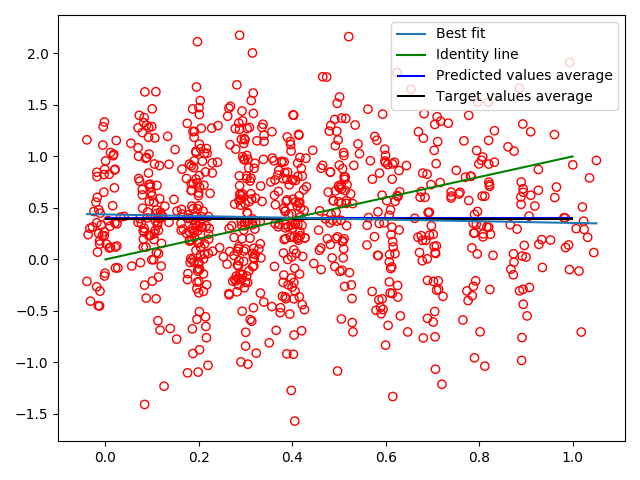 Best fit
Identity line
Predicted values average
Target values average
2.0
1.5
1.0
0.5
0.0
−0.5
−1.0
−1.5
0.0 0.2 0.4 0.6 0.8 1.0